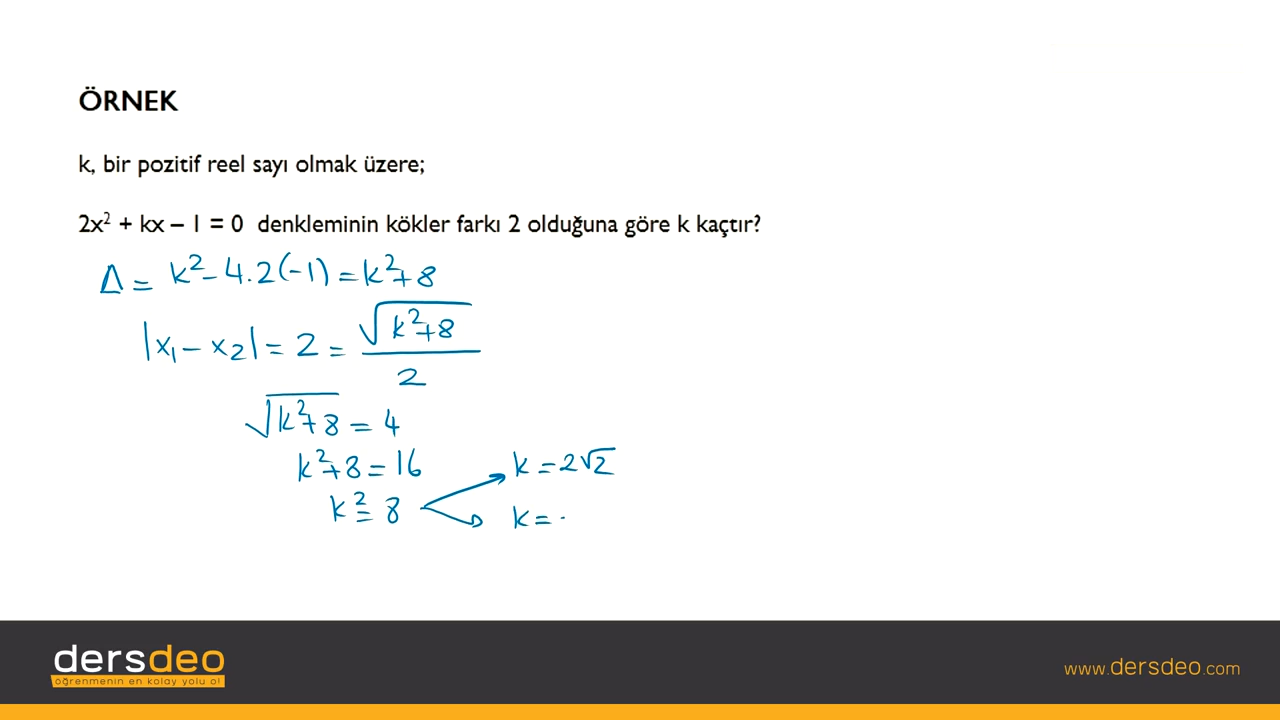 ÖRNEK
k, bir pozitif reel sayı olmak üzere;
2x² + kx – 1 = 0 denkleminin kökler farkı 2 olduğuna göre k kaçtır?
Δ = k² - 4.2(-1) = k² + 8
|x₁ - x₂| = 2 = √(k²+8) / 2
√(k²+8) = 4
k² + 8 = 16
k = 2√2
k² = 8
k = -
dersdeo
öğrenmenin en kolay yolu o!
www.dersdeo.com